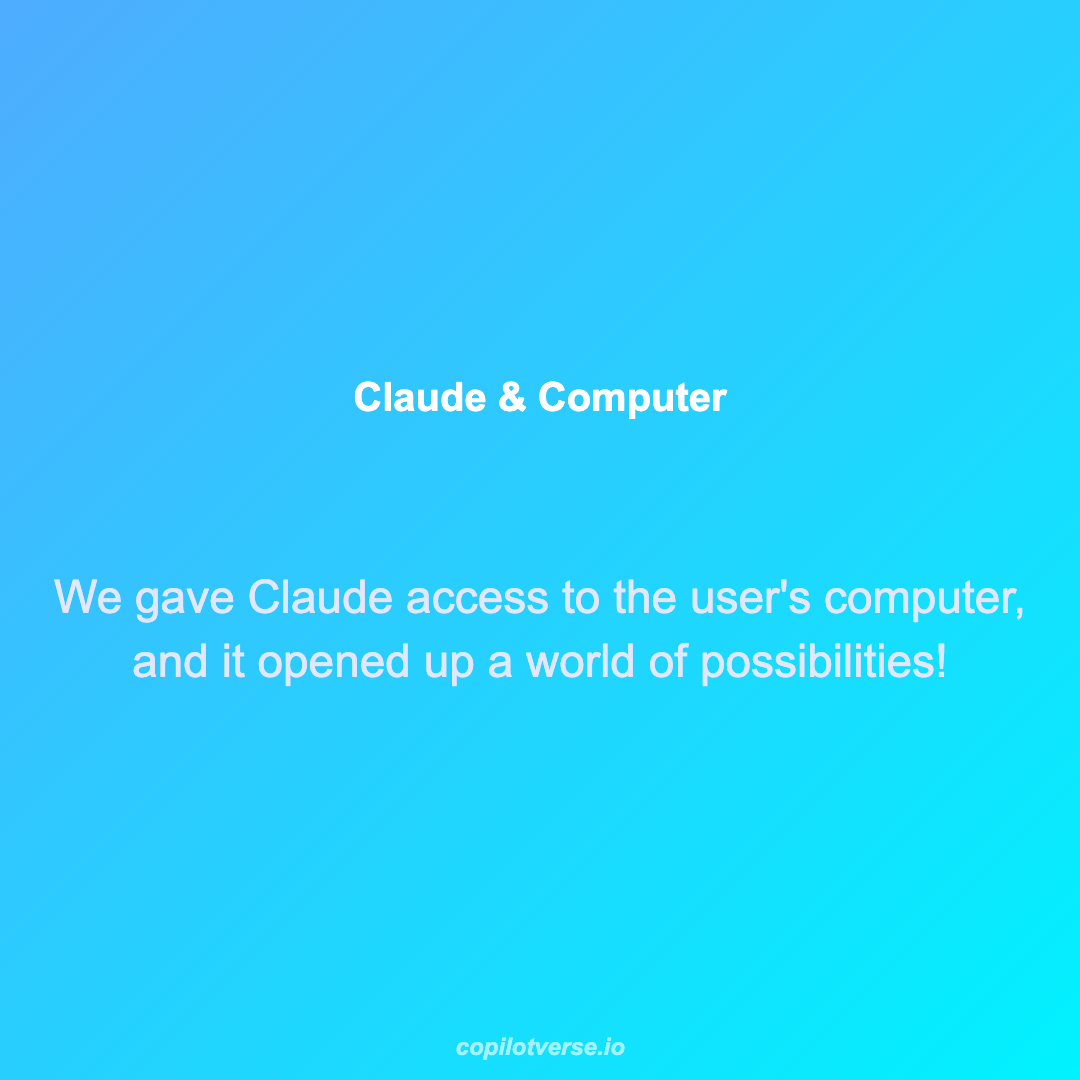 Claude & Computer
We gave Claude access to the user's computer,
and it opened up a world of possibilities!
copilotverse.io